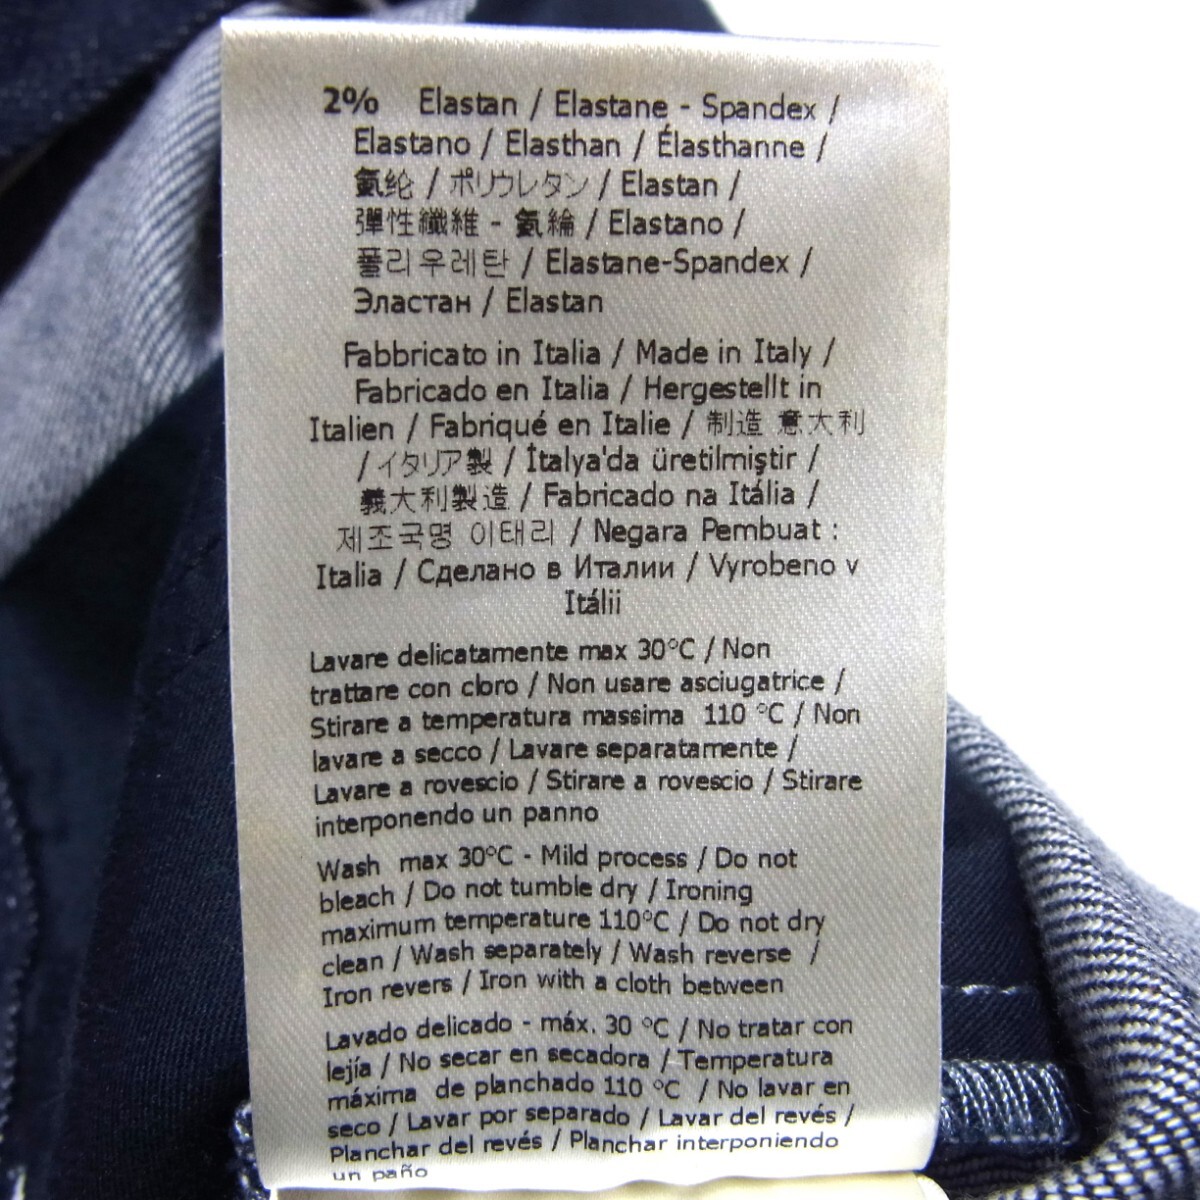 2% Elastan / Elastane - Spandex /
Elastano / Elasthan / Élasthanne /
氨纶 / ポリウレタン / Elastan /
彈性纖維 - 氨綸 / Elastano /
폴리우레탄 / Elastane-Spandex /
Эластан / Elastan
Fabbricato in Italia / Made in Italy /
Fabricado en Italia / Hergestellt in
Italien / Fabriqué en Italie / 制造 意大利
/ イタリア製 / İtalya'da üretilmiştir /
義大利製造 / Fabricado na Itália /
제조국명 이태리 / Negara Pembuat :
Italia / Сделано в Италии / Vyrobeno v
Itálii
Lavare delicatamente max 30°C / Non
trattare con cloro / Non usare asciugatrice /
Stirare a temperatura massima 110 °C / Non
lavare a secco / Lavare separatamente /
Lavare a rovescio / Stirare a rovescio / Stirare
interponendo un panno
Wash max 30°C - Mild process / Do not
bleach / Do not tumble dry / Ironing
maximum temperature 110°C / Do not dry
clean / Wash separately / Wash reverse /
Iron revers / Iron with a cloth between
Lavado delicado - máx. 30 °C / No tratar con
lejía / No secar en secadora / Temperatura
máxima de planchado 110 °C / No lavar en
seco / Lavar por separado / Lavar del revés /
Planchar del revés / Planchar interponiendo
un paño